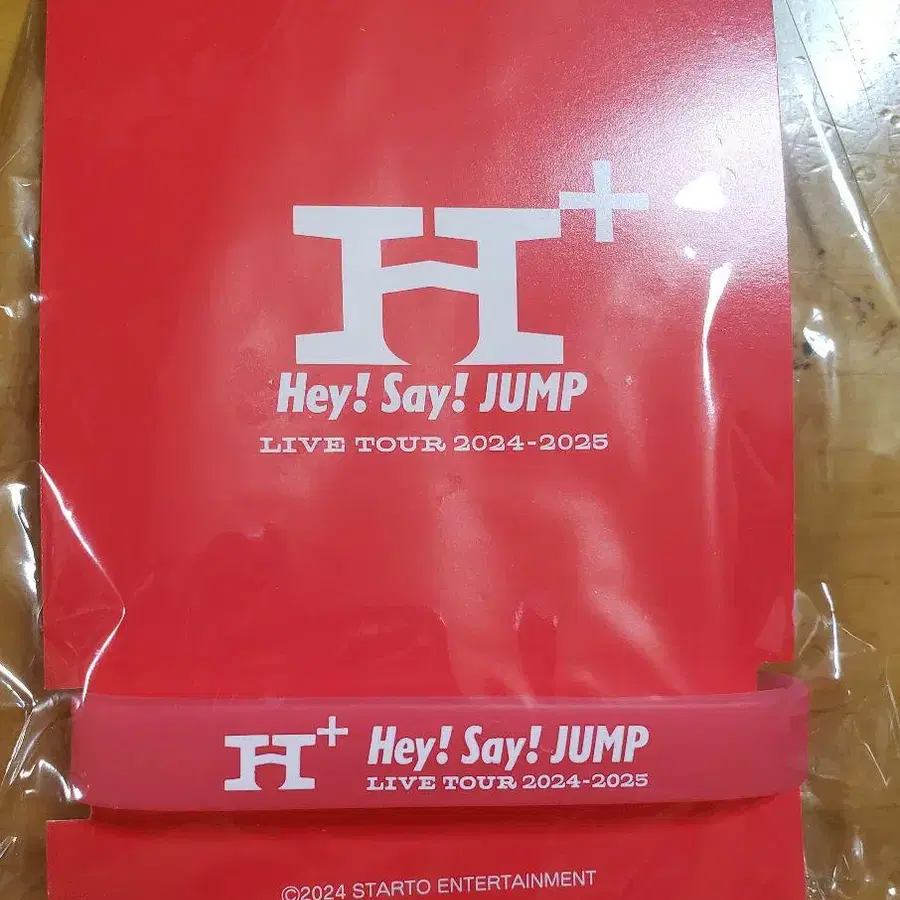 H+
Hey! Say! JUMP
LIVE TOUR 2024-2025
H+
Hey! Say! JUMP
LIVE TOUR 2024-2025
©2024 STARTO ENTERTAINMENT